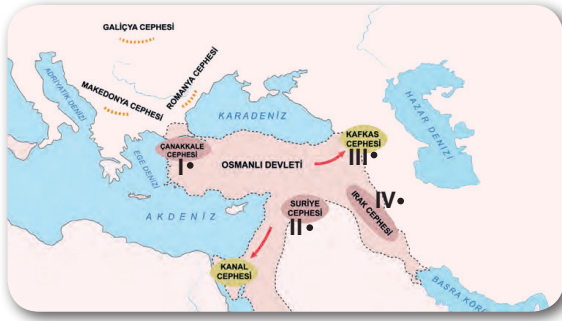 GALİÇYA CEPHESİ
ADRİYATİK DENİZİ
MAKEDONYA CEPHESİ
ROMANYA CEPHESİ
KARADENİZ
HAZAR DENİZİ
ÇANAKKALE
CEPHESİ
I•
EGE DENİZİ
OSMANLI DEVLETİ
KAFKAS
CEPHESİ
III•
AKDENİZ
SURİYE
CEPHESİ
II•
IV•
IRAK CEPHESİ
KANAL
CEPHESİ
BASRA KÖRF